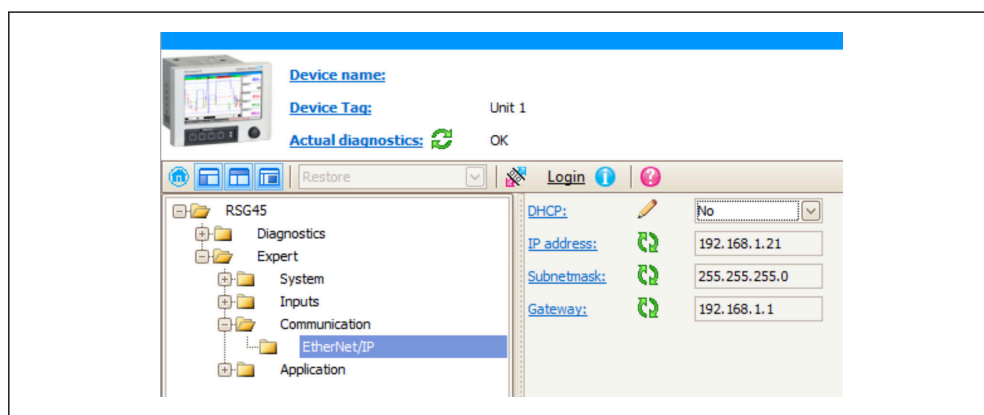 Device name:
Device Tag: Unit 1
Actual diagnostics: OK
Restore Login
RSG45
Diagnostics
Expert
System
Inputs
Communication
EtherNet/IP
Application
DHCP: No
IP address: 192.168.1.21
Subnetmask: 255.255.255.0
Gateway: 192.168.1.1